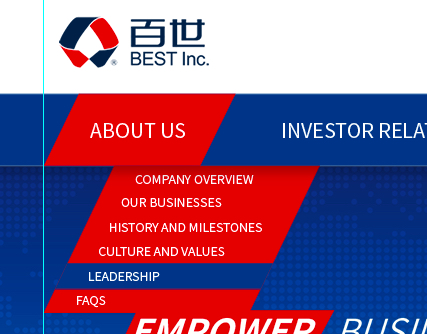 百世
BEST Inc.
®
ABOUT US
INVESTOR RELAT
COMPANY OVERVIEW
OUR BUSINESSES
HISTORY AND MILESTONES
CULTURE AND VALUES
LEADERSHIP
FAQS
EMPOWER BUSI